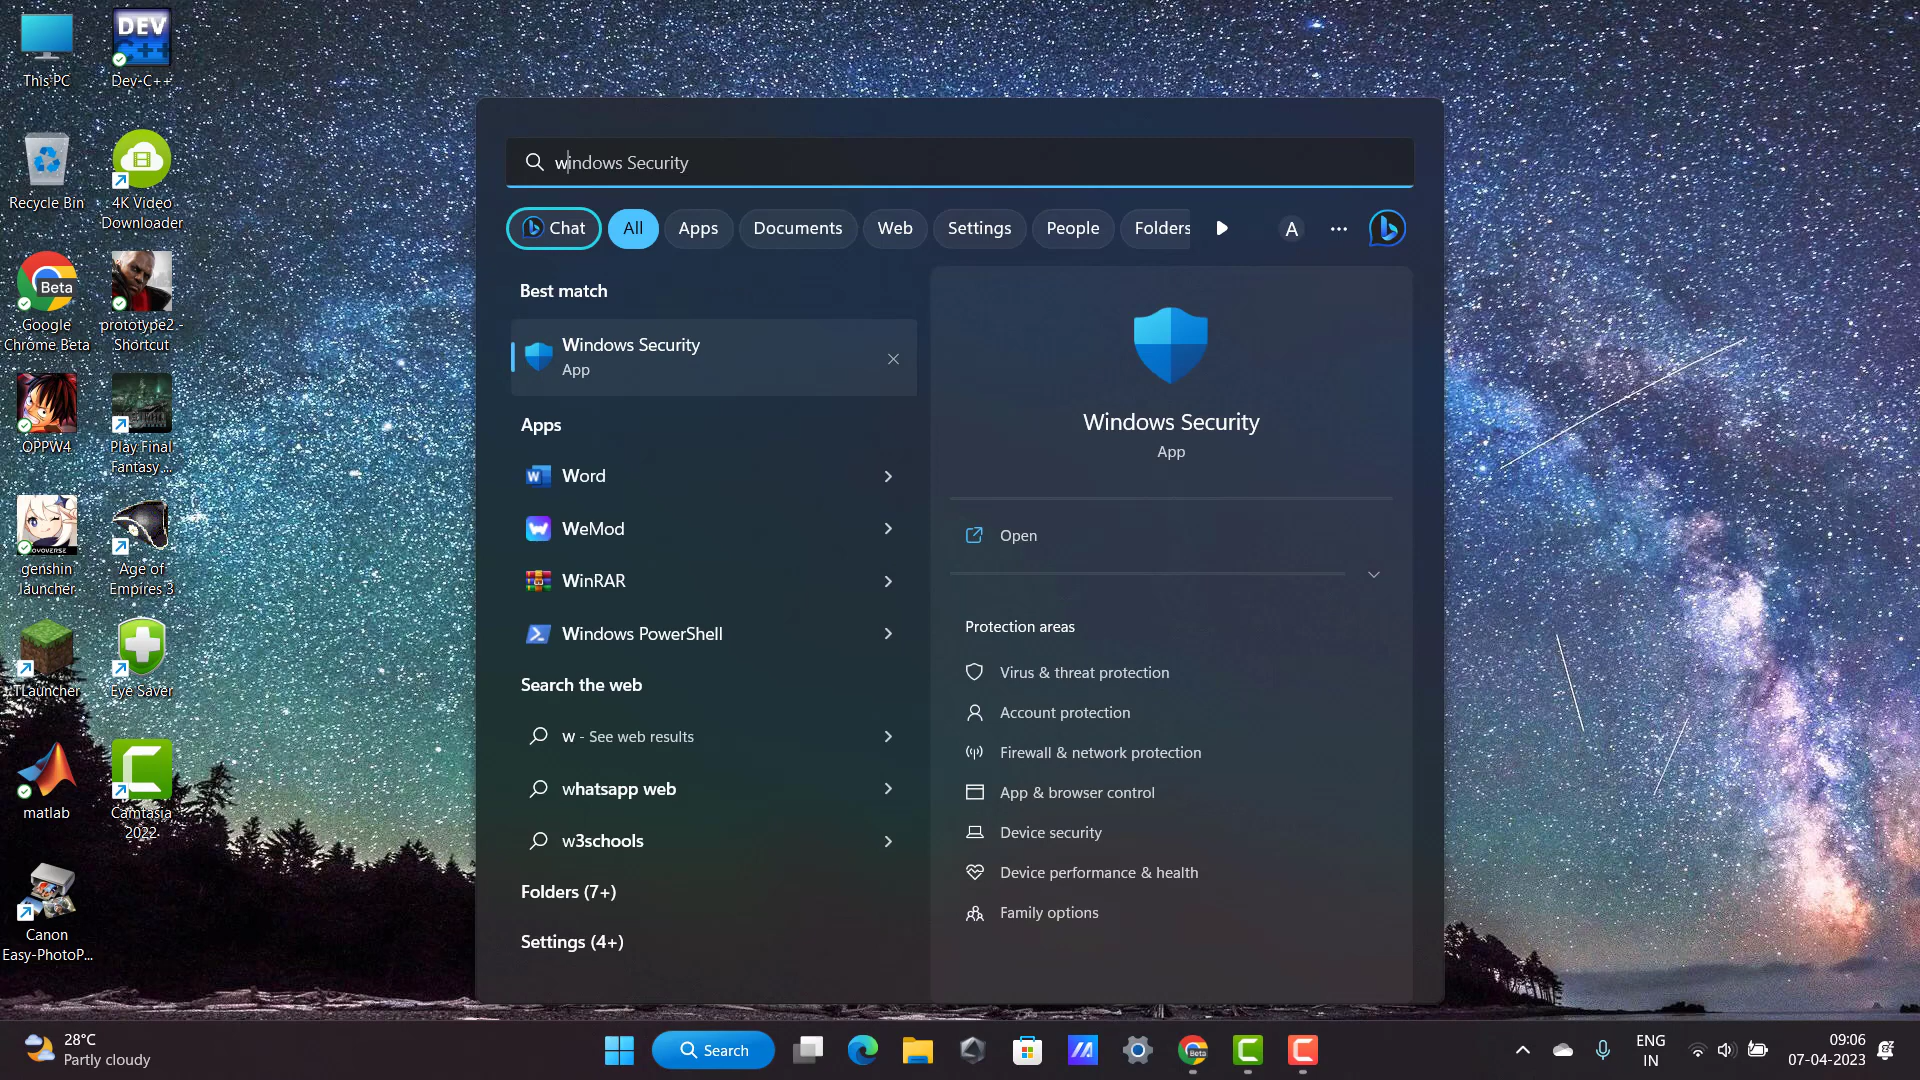 This PC
DEV
C++
Dev-C++
Recycle Bin
4K Video
Downloader
Beta
Google
Chrome Beta
prototype2 -
Shortcut
OPPW4
Play Final
Fantasy ...
genshin
launcher
Age of
Empires 3
TLauncher
Eye Saver
matlab
Camtasia
2022
Canon
Easy-PhotoP...
windows Security
Chat
All
Apps
Documents
Web
Settings
People
Folders
A
Best match
Windows Security
App
Apps
Word
WeMod
WinRAR
Windows PowerShell
Search the web
w - See web results
whatsapp web
w3schools
Folders (7+)
Settings (4+)
Windows Security
App
Open
Protection areas
Virus & threat protection
Account protection
Firewall & network protection
App & browser control
Device security
Device performance & health
Family options
28°C
Partly cloudy
Search
Beta
ENG
IN
09:06
07-04-2023